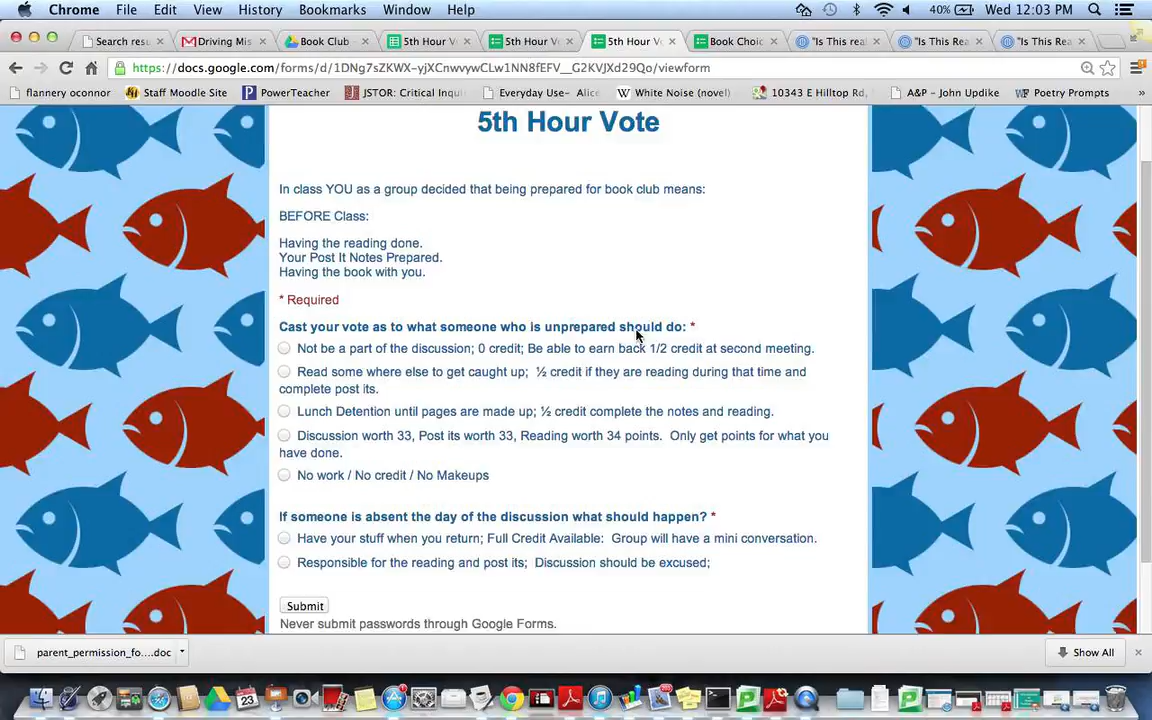 Chrome File Edit View History Bookmarks Window Help 40% Wed 12:03 PM
Search resu Driving Mis Book Club - 5th Hour V 5th Hour V 5th Hour V Book Choic "Is This rea "Is This Rea "Is This Rea
https://docs.google.com/forms/d/1DNg7sZKWX-yjXCnwvywCLw1NN8fEFV__G2KVJXd29Qo/viewform
flannery oconnor Staff Moodle Site PowerTeacher JSTOR: Critical Inqu Everyday Use- Alice White Noise (novel) 10343 E Hilltop Rd, A&P - John Updike Poetry Prompts »
5th Hour Vote
In class YOU as a group decided that being prepared for book club means:
BEFORE Class:
Having the reading done.
Your Post It Notes Prepared.
Having the book with you.
* Required
Cast your vote as to what someone who is unprepared should do: *
Not be a part of the discussion; 0 credit; Be able to earn back 1/2 credit at second meeting.
Read some where else to get caught up; ½ credit if they are reading during that time and
complete post its.
Lunch Detention until pages are made up; ½ credit complete the notes and reading.
Discussion worth 33, Post its worth 33, Reading worth 34 points. Only get points for what you
have done.
No work / No credit / No Makeups
If someone is absent the day of the discussion what should happen? *
Have your stuff when you return; Full Credit Available: Group will have a mini conversation.
Responsible for the reading and post its; Discussion should be excused;
Submit
Never submit passwords through Google Forms.
parent_permission_fo....doc Show All